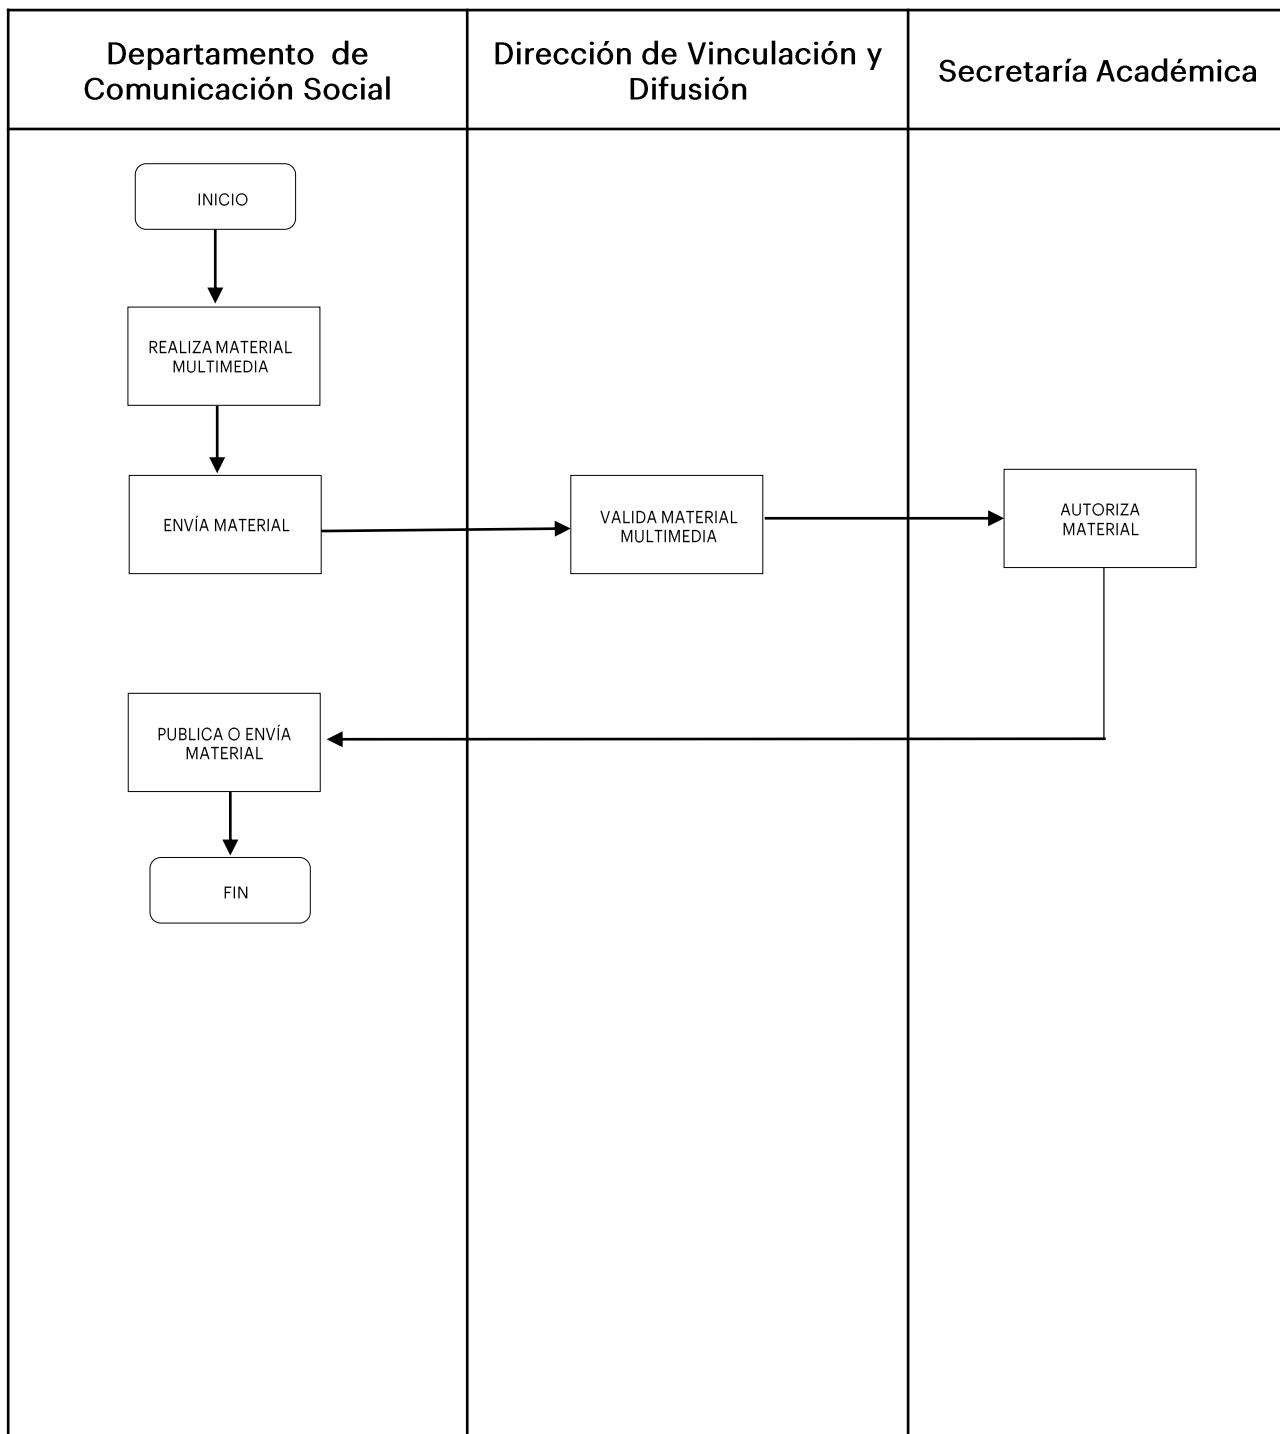 Departamento de
Comunicación Social
Dirección de Vinculación y
Difusión
Secretaría Académica
INICIO
REALIZA MATERIAL
MULTIMEDIA
ENVÍA MATERIAL
VALIDA MATERIAL
MULTIMEDIA
AUTORIZA
MATERIAL
PUBLICA O ENVÍA
MATERIAL
FIN